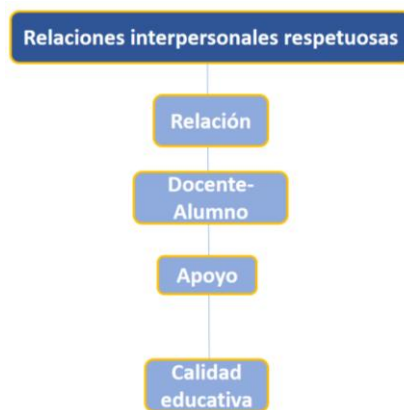 Relaciones interpersonales respetuosas
Relación
Docente-
Alumno
Apoyo
Calidad
educativa